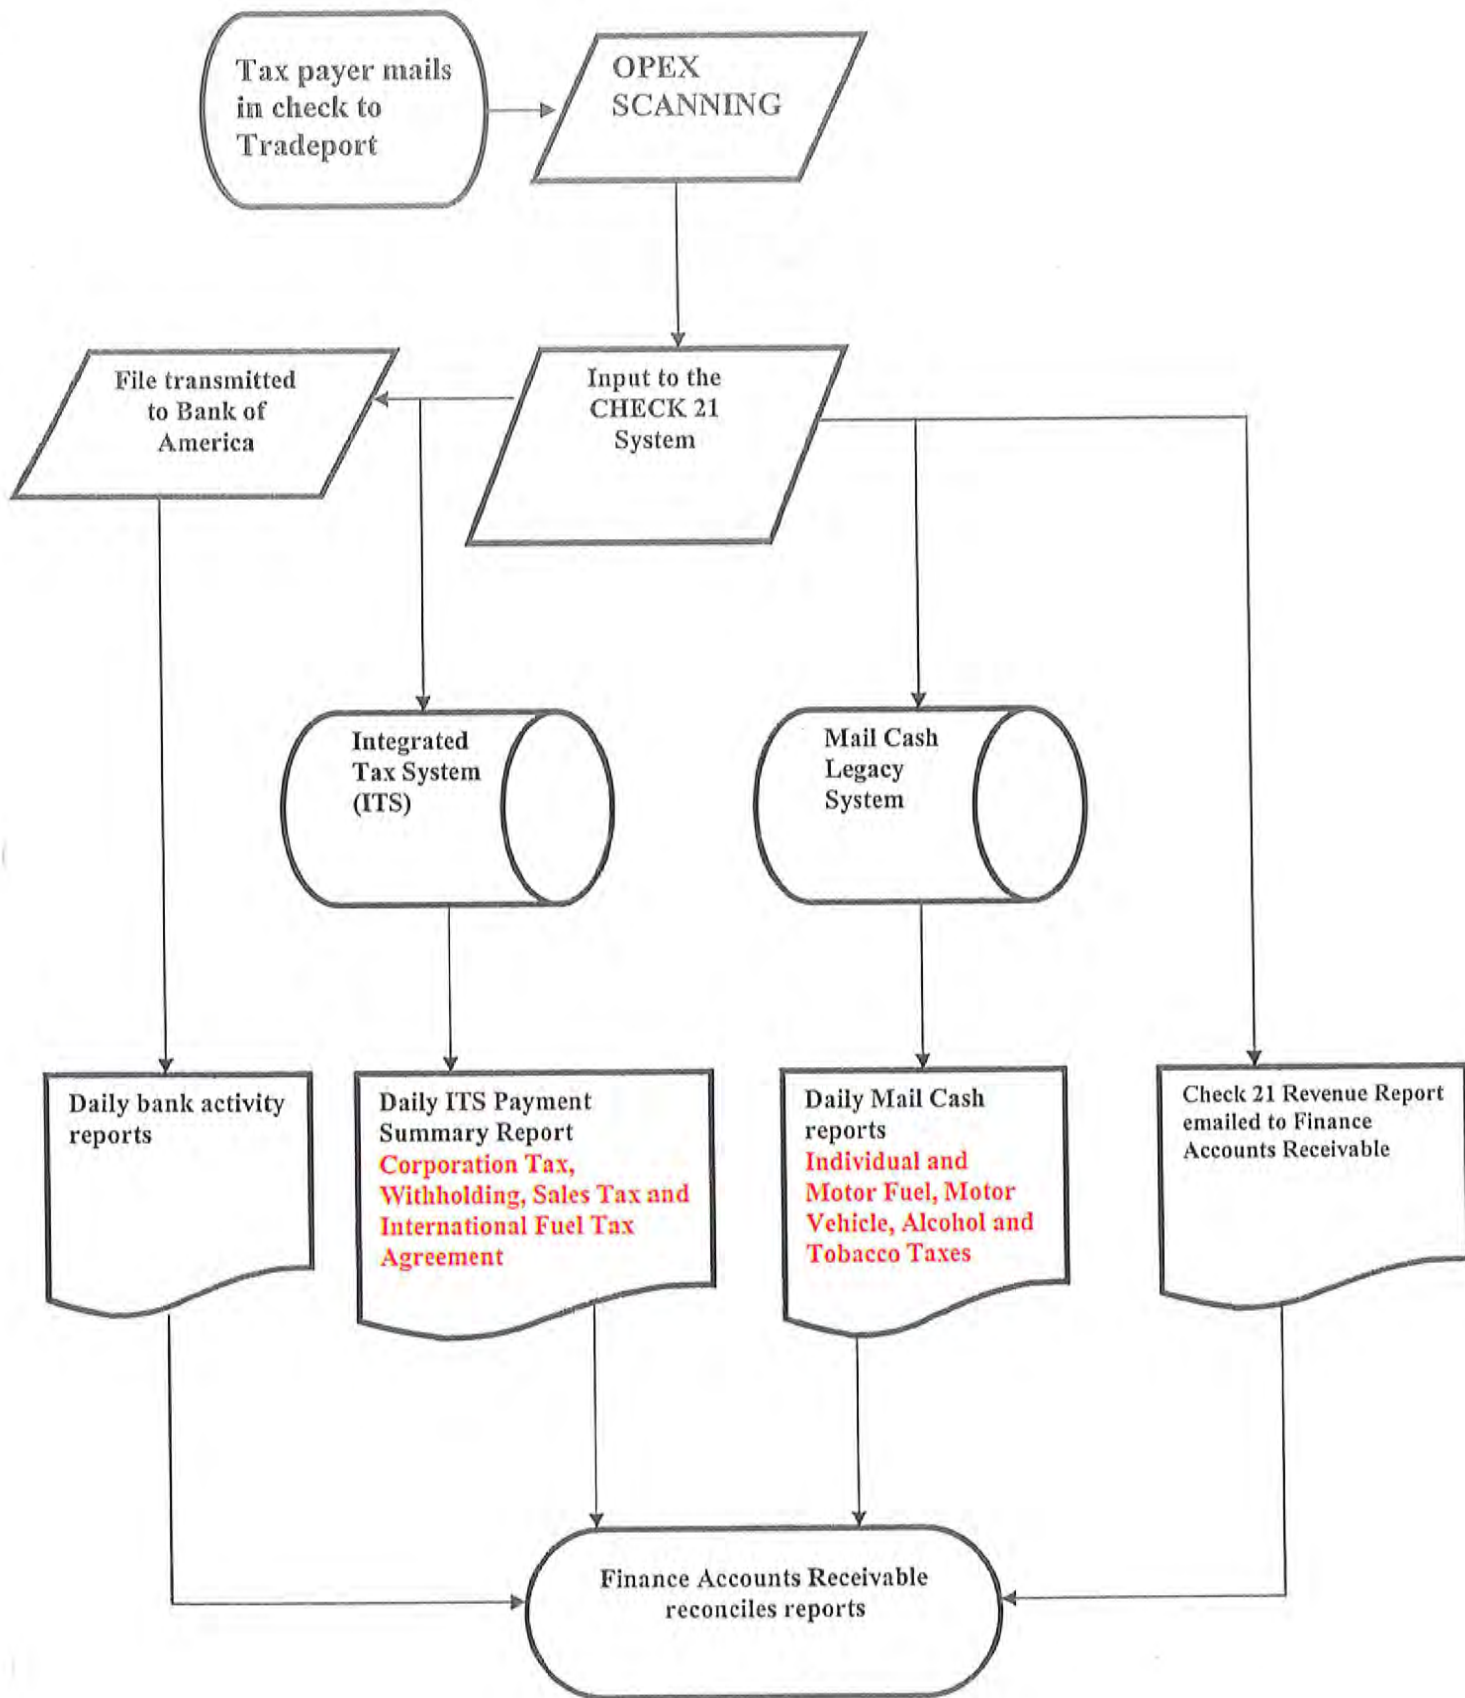 Tax payer mails
in check to
Tradeport
OPEX
SCANNING
File transmitted
to Bank of
America
Input to the
CHECK 21
System
Integrated
Tax System
(ITS)
Mail Cash
Legacy
System
Daily bank activity
reports
Daily ITS Payment
Summary Report
Corporation Tax,
Withholding, Sales Tax and
International Fuel Tax
Agreement
Daily Mail Cash
reports
Individual and
Motor Fuel, Motor
Vehicle, Alcohol and
Tobacco Taxes
Check 21 Revenue Report
emailed to Finance
Accounts Receivable
Finance Accounts Receivable
reconciles reports